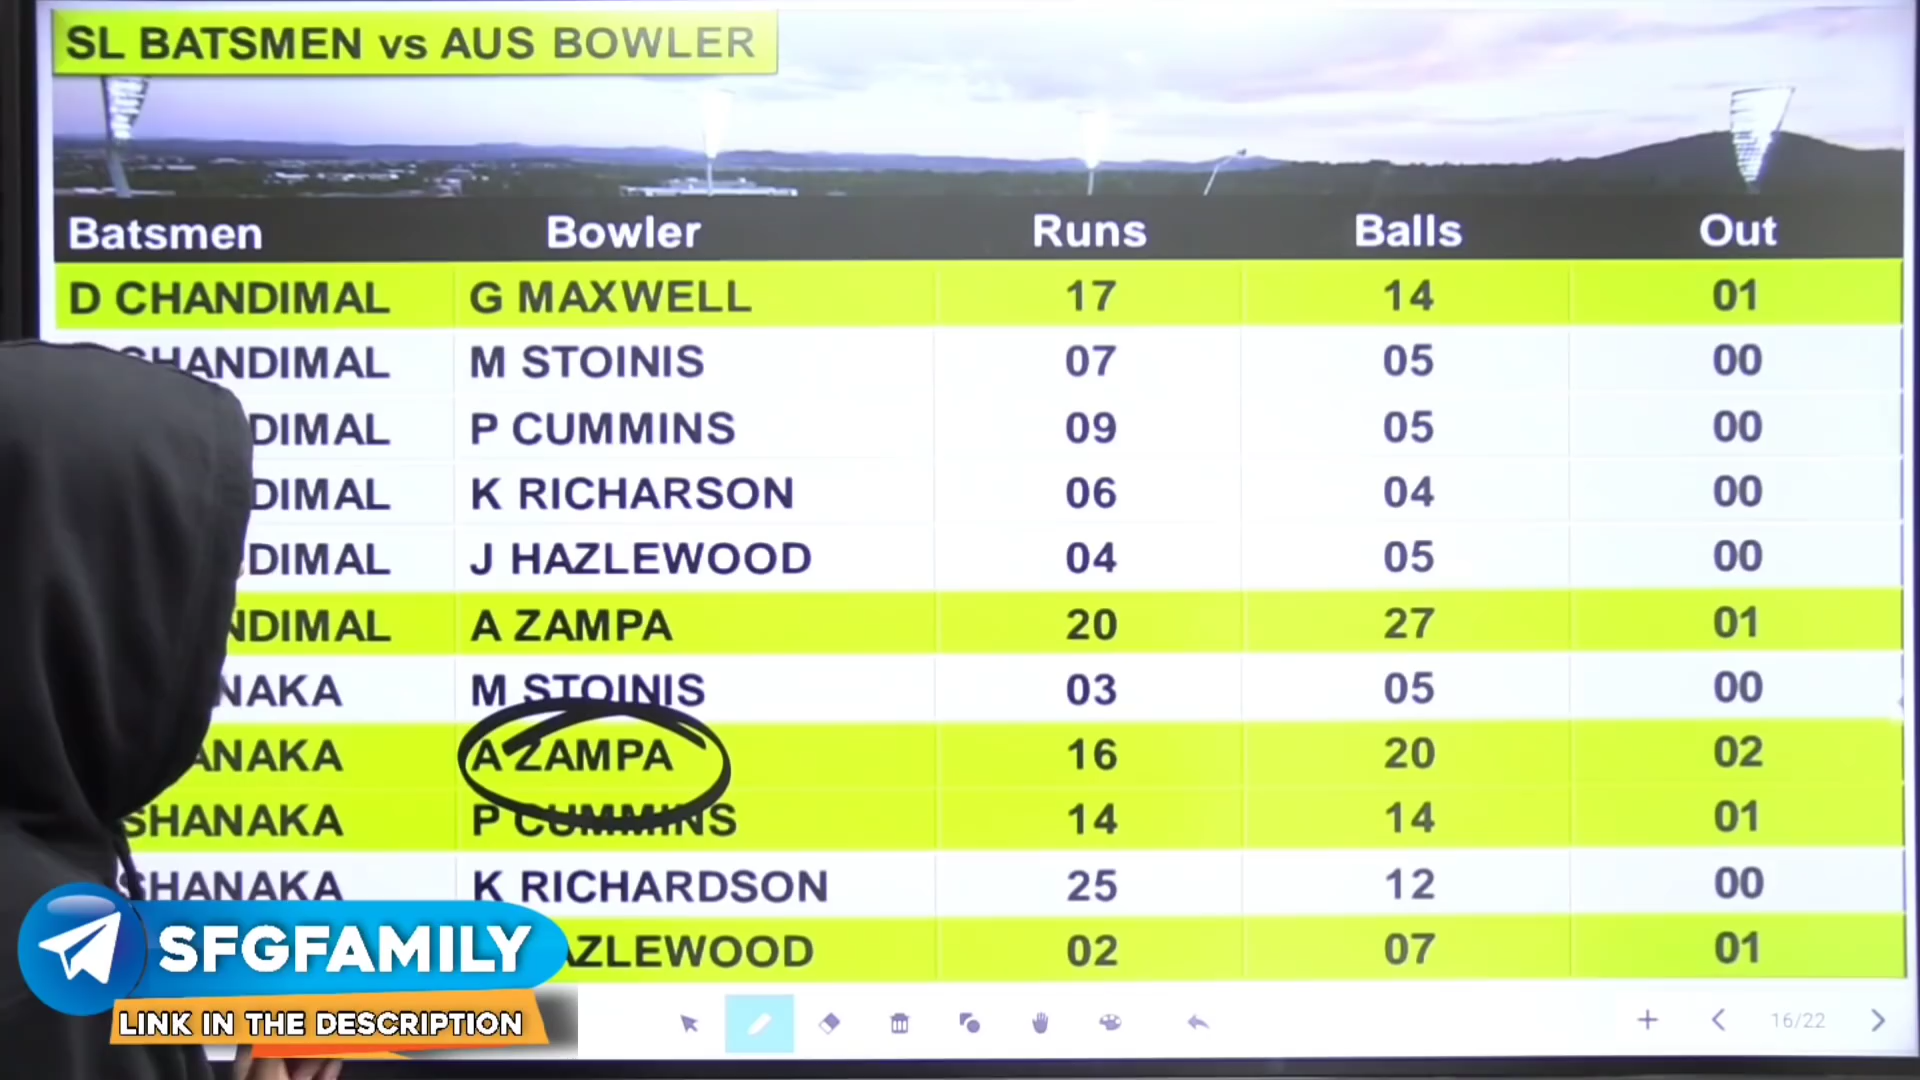 SL BATSMEN vs AUS BOWLER
Batsmen Bowler Runs Balls Out
D CHANDIMAL G MAXWELL 17 14 01
HANDIMAL M STOINIS 07 05 00
DIMAL P CUMMINS 09 05 00
DIMAL K RICHARSON 06 04 00
DIMAL J HAZLEWOOD 04 05 00
NDIMAL A ZAMPA 20 27 01
NAKA M STOINIS 03 05 00
ANAKA A ZAMPA 16 20 02
SHANAKA P CUMMINS 14 14 01
SHANAKA K RICHARDSON 25 12 00
AZLEWOOD 02 07 01
SFGFAMILY
LINK IN THE DESCRIPTION
16/22